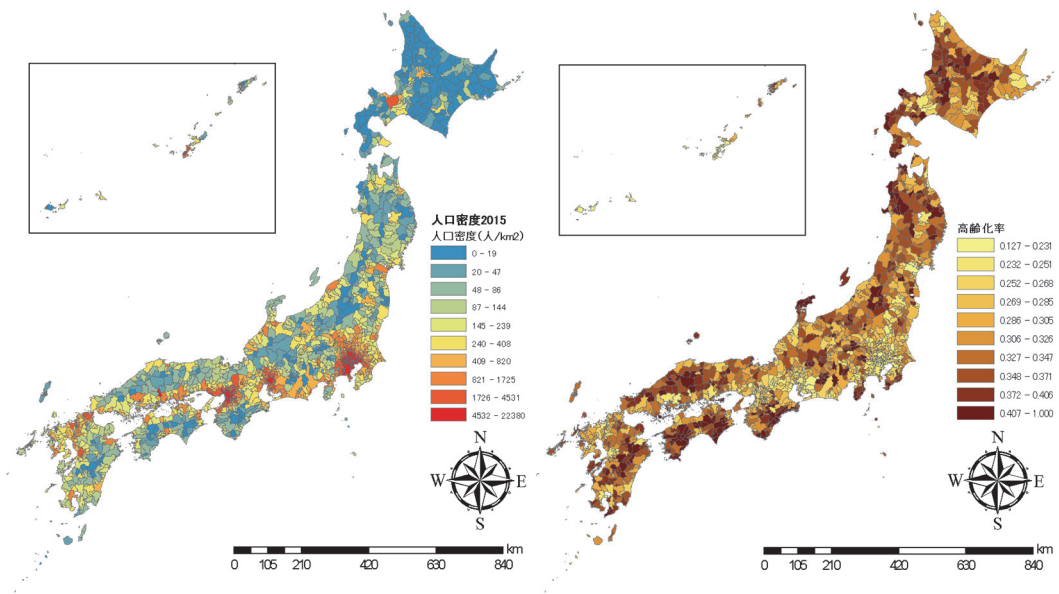 人口密度2015
人口密度(人/km2)
0 - 19
20 - 47
48 - 86
87 - 144
145 - 239
240 - 408
409 - 820
821 - 1725
1726 - 4531
4532 - 22380
N
W E
S
km
0 105 210 420 630 840
高齢化率
0.127 - 0.231
0.232 - 0.251
0.252 - 0.268
0.269 - 0.285
0.286 - 0.305
0.306 - 0.326
0.327 - 0.347
0.348 - 0.371
0.372 - 0.406
0.407 - 1.000
N
W E
S
km
0 105 210 420 630 840